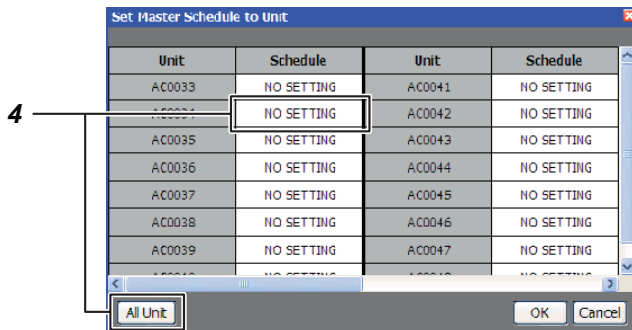 Set Master Schedule to Unit
Unit Schedule Unit Schedule
AC0033 NO SETTING AC0041 NO SETTING
4 NO SETTING AC0042 NO SETTING
AC0035 NO SETTING AC0043 NO SETTING
AC0036 NO SETTING AC0044 NO SETTING
AC0037 NO SETTING AC0045 NO SETTING
AC0038 NO SETTING AC0046 NO SETTING
AC0039 NO SETTING AC0047 NO SETTING
All Unit OK Cancel